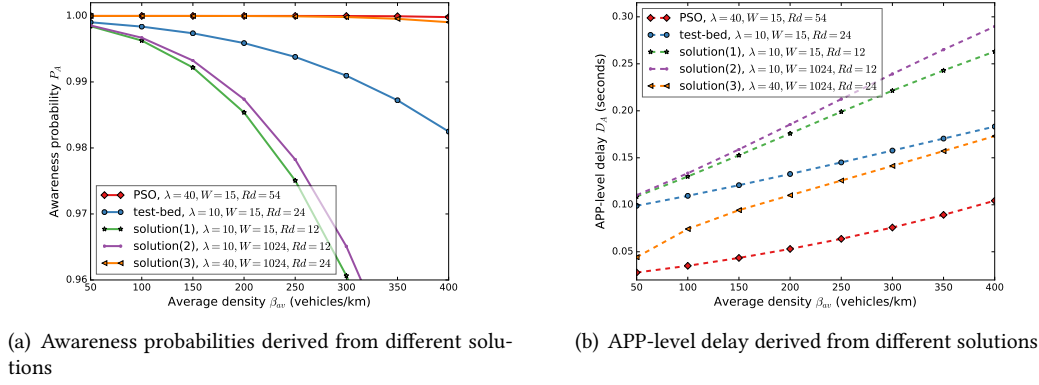 1.00
0.99
0.98
0.97
0.96
Awareness probability P_A
PSO, λ = 40, W = 15, Rd = 54
test-bed, λ = 10, W = 15, Rd = 24
solution(1), λ = 10, W = 15, Rd = 12
solution(2), λ = 10, W = 1024, Rd = 12
solution(3), λ = 40, W = 1024, Rd = 24
50 100 150 200 250 300 350 400
Average density β_av (vehicles/km)
0.30
0.25
0.20
0.15
0.10
0.05
APP-level delay D_A (seconds)
PSO, λ = 40, W = 15, Rd = 54
test-bed, λ = 10, W = 15, Rd = 24
solution(1), λ = 10, W = 15, Rd = 12
solution(2), λ = 10, W = 1024, Rd = 12
solution(3), λ = 40, W = 1024, Rd = 24
50 100 150 200 250 300 350 400
Average density β_av (vehicles/km)
(a) Awareness probabilities derived from different solu-
tions
(b) APP-level delay derived from different solutions